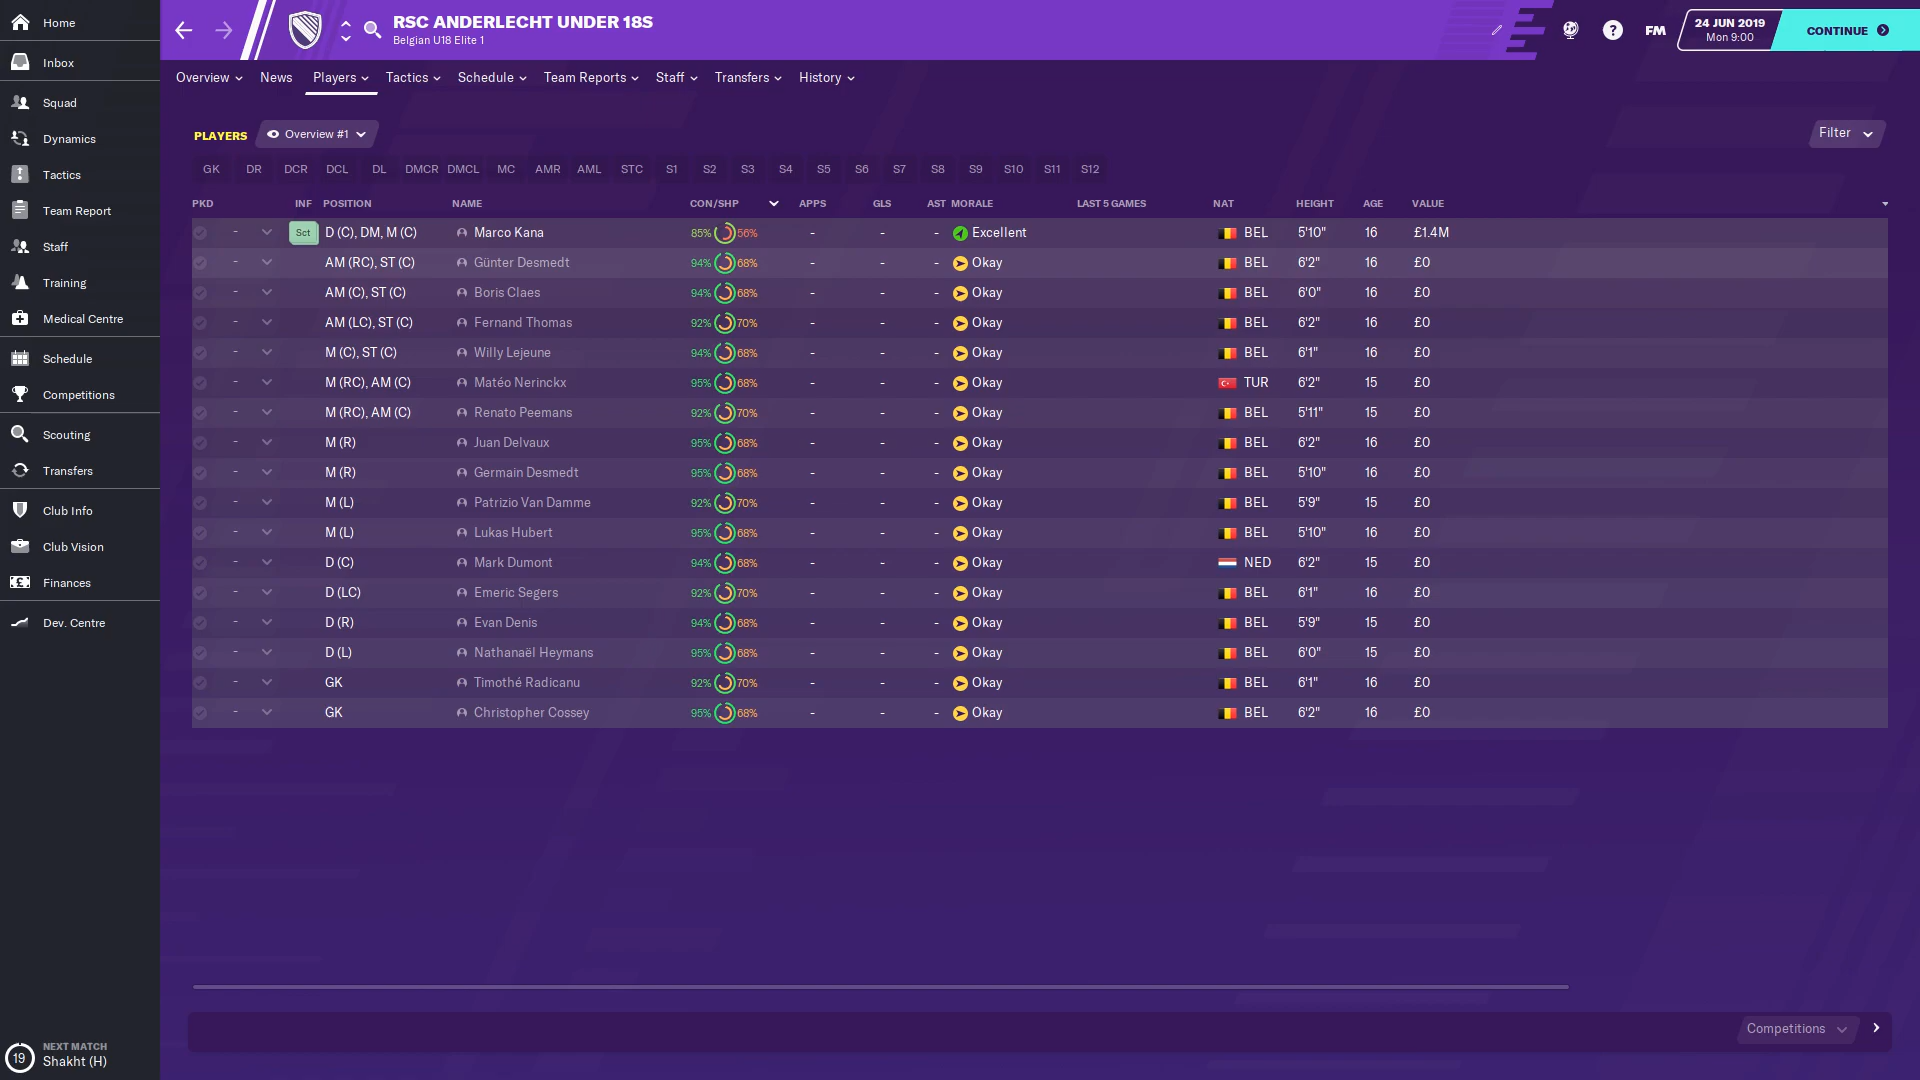 Home
Inbox
Squad
Dynamics
Tactics
Team Report
Staff
Training
Medical Centre
Schedule
Competitions
Scouting
Transfers
Club Info
Club Vision
Finances
Dev. Centre
NEXT MATCH
19 Shakht (H)
RSC ANDERLECHT UNDER 18S
Belgian U18 Elite 1
? FM 24 JUN 2019 CONTINUE
Mon 9:00
Overview News Players Tactics Schedule Team Reports Staff Transfers History
PLAYERS Overview #1 Filter
GK DR DCR DCL DL DMCR DMCL MC AMR AML STC S1 S2 S3 S4 S5 S6 S7 S8 S9 S10 S11 S12
PKD INF POSITION NAME CON/SHP APPS GLS AST MORALE LAST 5 GAMES NAT HEIGHT AGE VALUE
- Sct D (C), DM, M (C) Marco Kana 85% 56% - - - Excellent BEL 5'10" 16 £1.4M
- AM (RC), ST (C) Günter Desmedt 94% 68% - - - Okay BEL 6'2" 16 £0
- AM (C), ST (C) Boris Claes 94% 68% - - - Okay BEL 6'0" 16 £0
- AM (LC), ST (C) Fernand Thomas 92% 70% - - - Okay BEL 6'2" 16 £0
- M (C), ST (C) Willy Lejeune 94% 68% - - - Okay BEL 6'1" 16 £0
- M (RC), AM (C) Matéo Nerinckx 95% 68% - - - Okay TUR 6'2" 15 £0
- M (RC), AM (C) Renato Peemans 92% 70% - - - Okay BEL 5'11" 15 £0
- M (R) Juan Delvaux 95% 68% - - - Okay BEL 6'2" 16 £0
- M (R) Germain Desmedt 95% 68% - - - Okay BEL 5'10" 16 £0
- M (L) Patrizio Van Damme 92% 70% - - - Okay BEL 5'9" 15 £0
- M (L) Lukas Hubert 95% 68% - - - Okay BEL 5'10" 16 £0
- D (C) Mark Dumont 94% 68% - - - Okay NED 6'2" 15 £0
- D (LC) Emeric Segers 92% 70% - - - Okay BEL 6'1" 16 £0
- D (R) Evan Denis 94% 68% - - - Okay BEL 5'9" 15 £0
- D (L) Nathanaël Heymans 95% 68% - - - Okay BEL 6'0" 15 £0
- GK Timothé Radicanu 92% 70% - - - Okay BEL 6'1" 16 £0
- GK Christopher Cossey 95% 68% - - - Okay BEL 6'2" 16 £0
Competitions